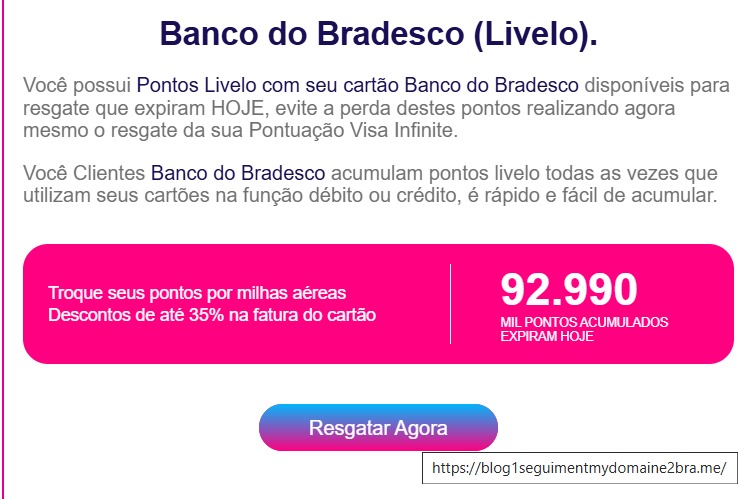 Banco do Bradesco (Livelo).
Você possui Pontos Livelo com seu cartão Banco do Bradesco disponíveis para
resgate que expiram HOJE, evite a perda destes pontos realizando agora
mesmo o resgate da sua Pontuação Visa Infinite.
Você Clientes Banco do Bradesco acumulam pontos livelo todas as vezes que
utilizam seus cartões na função débito ou crédito, é rápido e fácil de acumular.
Troque seus pontos por milhas aéreas
Descontos de até 35% na fatura do cartão
92.990
MIL PONTOS ACUMULADOS
EXPIRAM HOJE
Resgatar Agora
https://blog1seguimentmydomaine2bra.me/